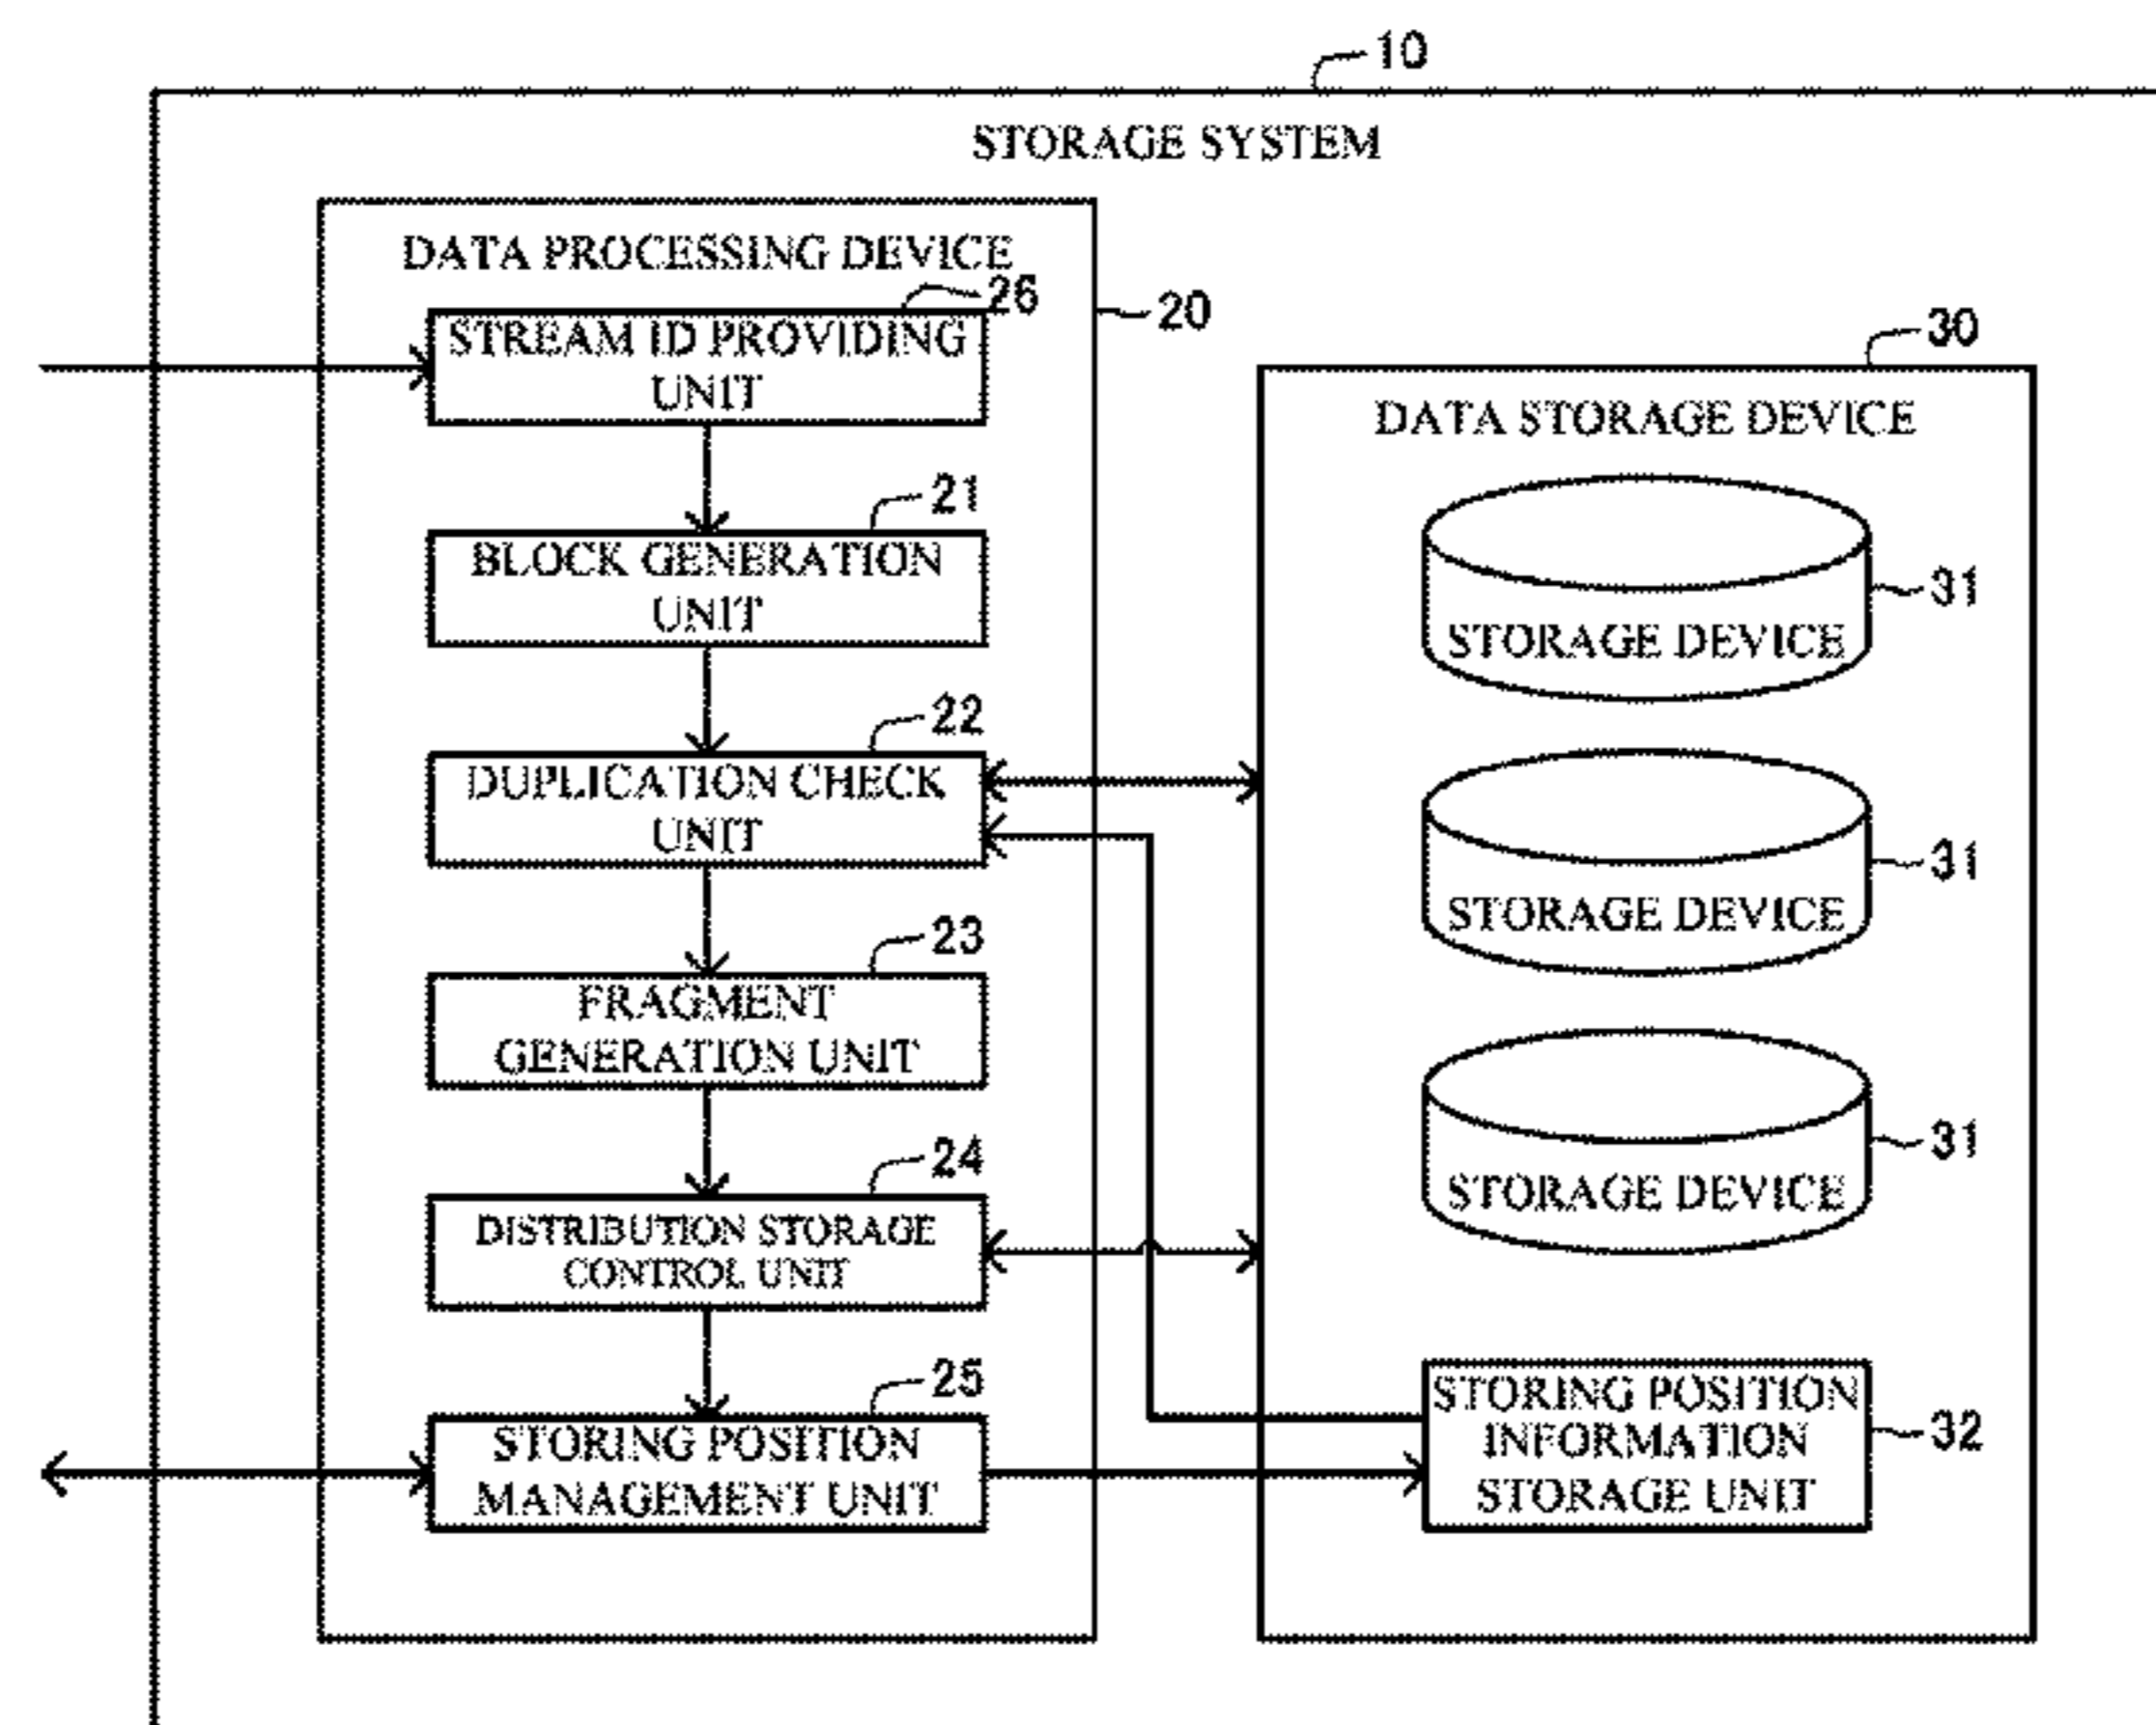 10
STORAGE SYSTEM
DATA PROCESSING DEVICE
26
STREAM ID PROVIDING
UNIT
20
21
BLOCK GENERATION
UNIT
22
DUPLICATION CHECK
UNIT
23
FRAGMENT
GENERATION UNIT
24
DISTRIBUTION STORAGE
CONTROL UNIT
25
STORING POSITION
MANAGEMENT UNIT
30
DATA STORAGE DEVICE
31
STORAGE DEVICE
31
STORAGE DEVICE
31
STORAGE DEVICE
STORING POSITION
INFORMATION
STORAGE UNIT
32